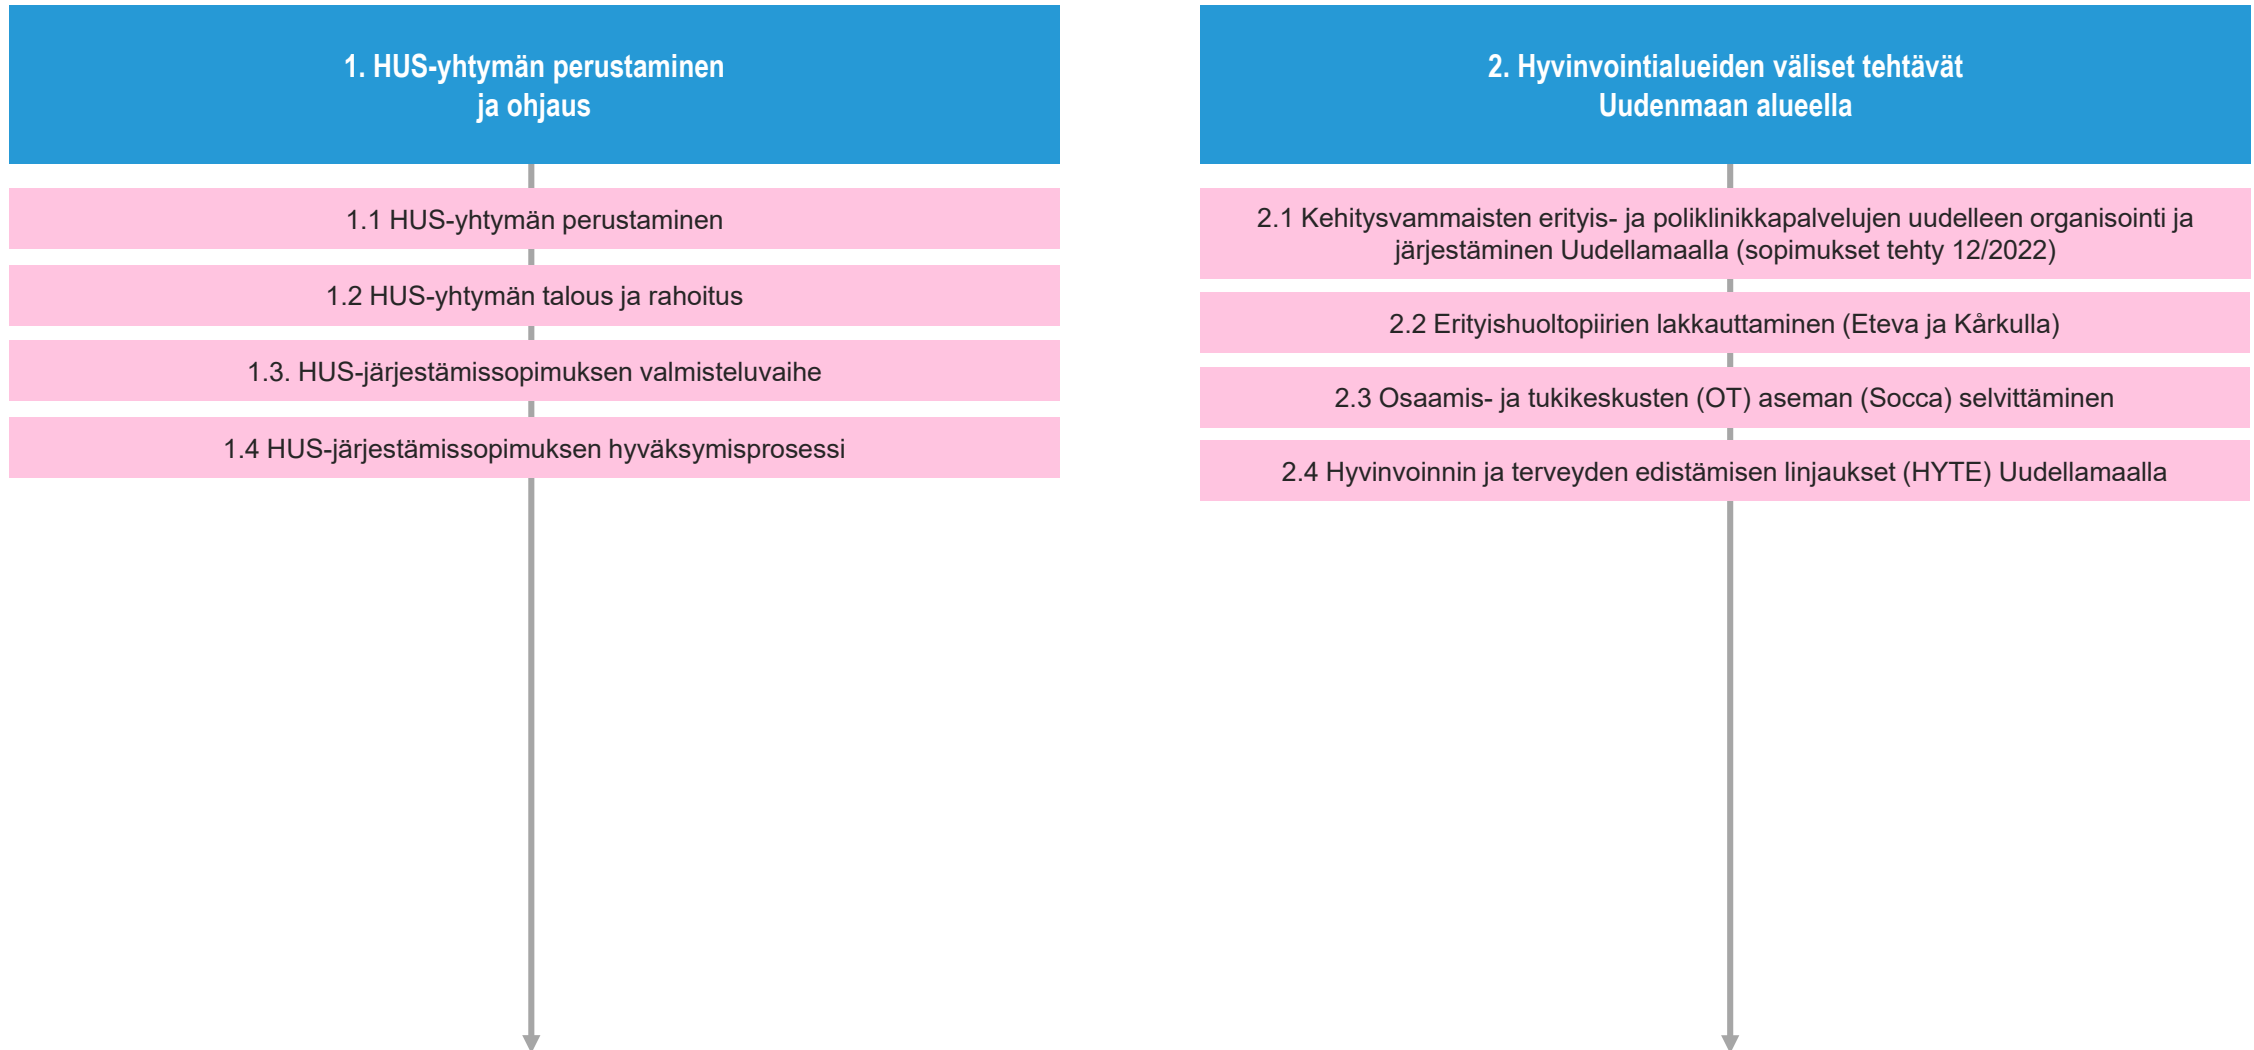 1. HUS-yhtymän perustaminen
ja ohjaus
1.1 HUS-yhtymän perustaminen
1.2 HUS-yhtymän talous ja rahoitus
1.3. HUS-järjestämissopimuksen valmisteluvaihe
1.4 HUS-järjestämissopimuksen hyväksymisprosessi
2. Hyvinvointialueiden väliset tehtävät
Uudenmaan alueella
2.1 Kehitysvammaisten erityis- ja poliklinikkapalvelujen uudelleen organisointi ja
järjestäminen Uudellamaalla (sopimukset tehty 12/2022)
2.2 Erityishuoltopiirien lakkauttaminen (Eteva ja Kårkulla)
2.3 Osaamis- ja tukikeskusten (OT) aseman (Socca) selvittäminen
2.4 Hyvinvoinnin ja terveyden edistämisen linjaukset (HYTE) Uudellamaalla